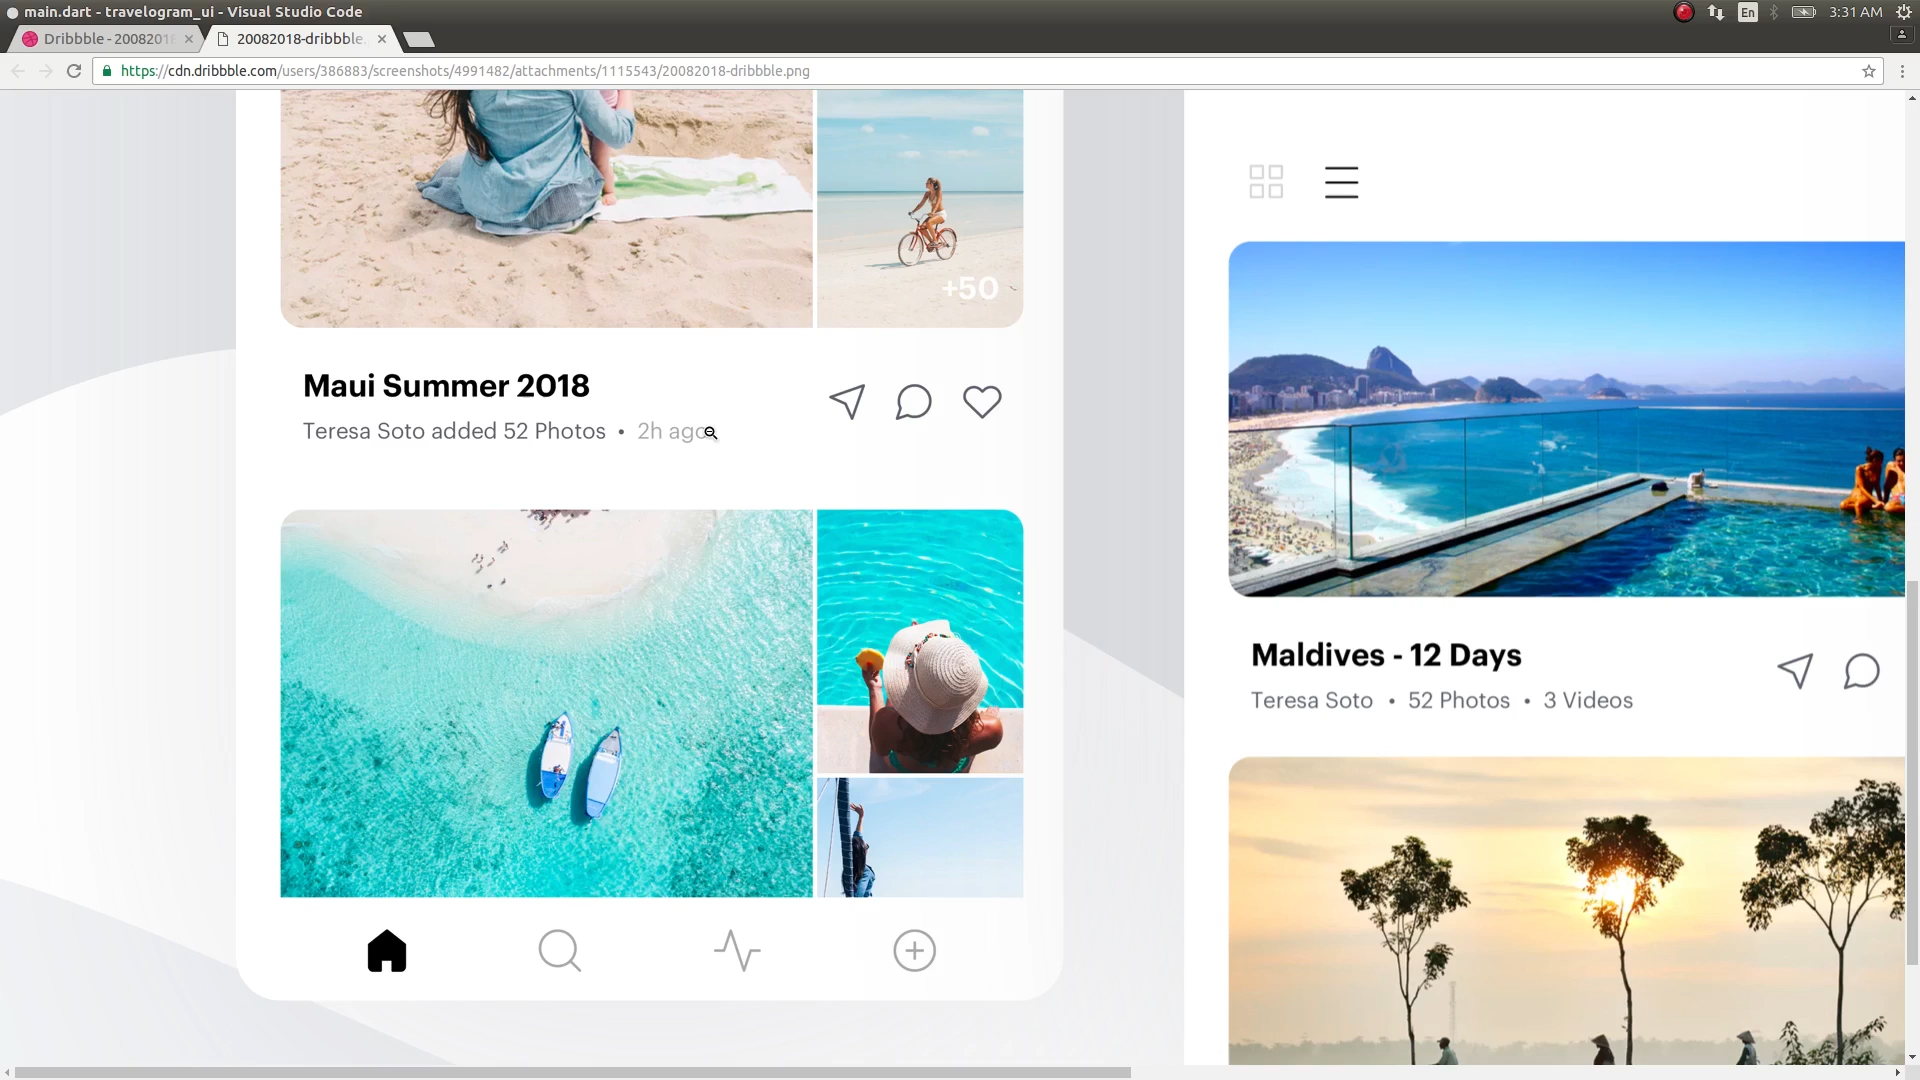 main.dart - travelogram_ui - Visual Studio Code
En
3:31 AM
Dribbble - 2008201
20082018-dribbble.
https://cdn.dribbble.com/users/386883/screenshots/4991482/attachments/1115543/20082018-dribbble.png
+50
Maui Summer 2018
Teresa Soto added 52 Photos • 2h ago
Maldives - 12 Days
Teresa Soto • 52 Photos • 3 Videos